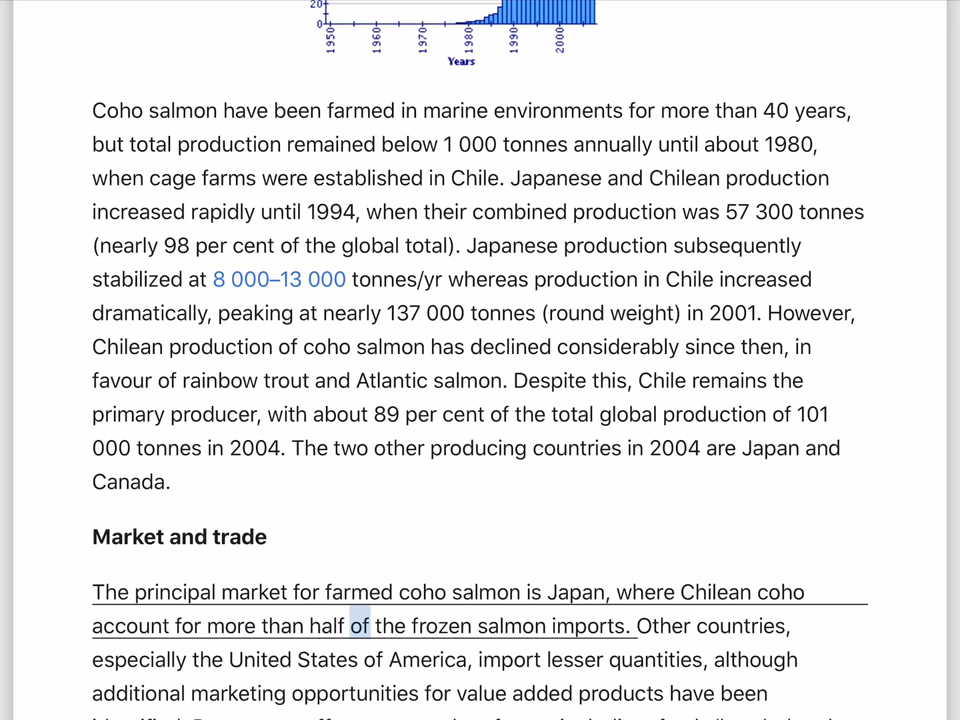 20
0
1950
1960
1970
1980
1990
2000
Years
Coho salmon have been farmed in marine environments for more than 40 years,
but total production remained below 1 000 tonnes annually until about 1980,
when cage farms were established in Chile. Japanese and Chilean production
increased rapidly until 1994, when their combined production was 57 300 tonnes
(nearly 98 per cent of the global total). Japanese production subsequently
stabilized at 8 000–13 000 tonnes/yr whereas production in Chile increased
dramatically, peaking at nearly 137 000 tonnes (round weight) in 2001. However,
Chilean production of coho salmon has declined considerably since then, in
favour of rainbow trout and Atlantic salmon. Despite this, Chile remains the
primary producer, with about 89 per cent of the total global production of 101
000 tonnes in 2004. The two other producing countries in 2004 are Japan and
Canada.
Market and trade
The principal market for farmed coho salmon is Japan, where Chilean coho
account for more than half of the frozen salmon imports. Other countries,
especially the United States of America, import lesser quantities, although
additional marketing opportunities for value added products have been